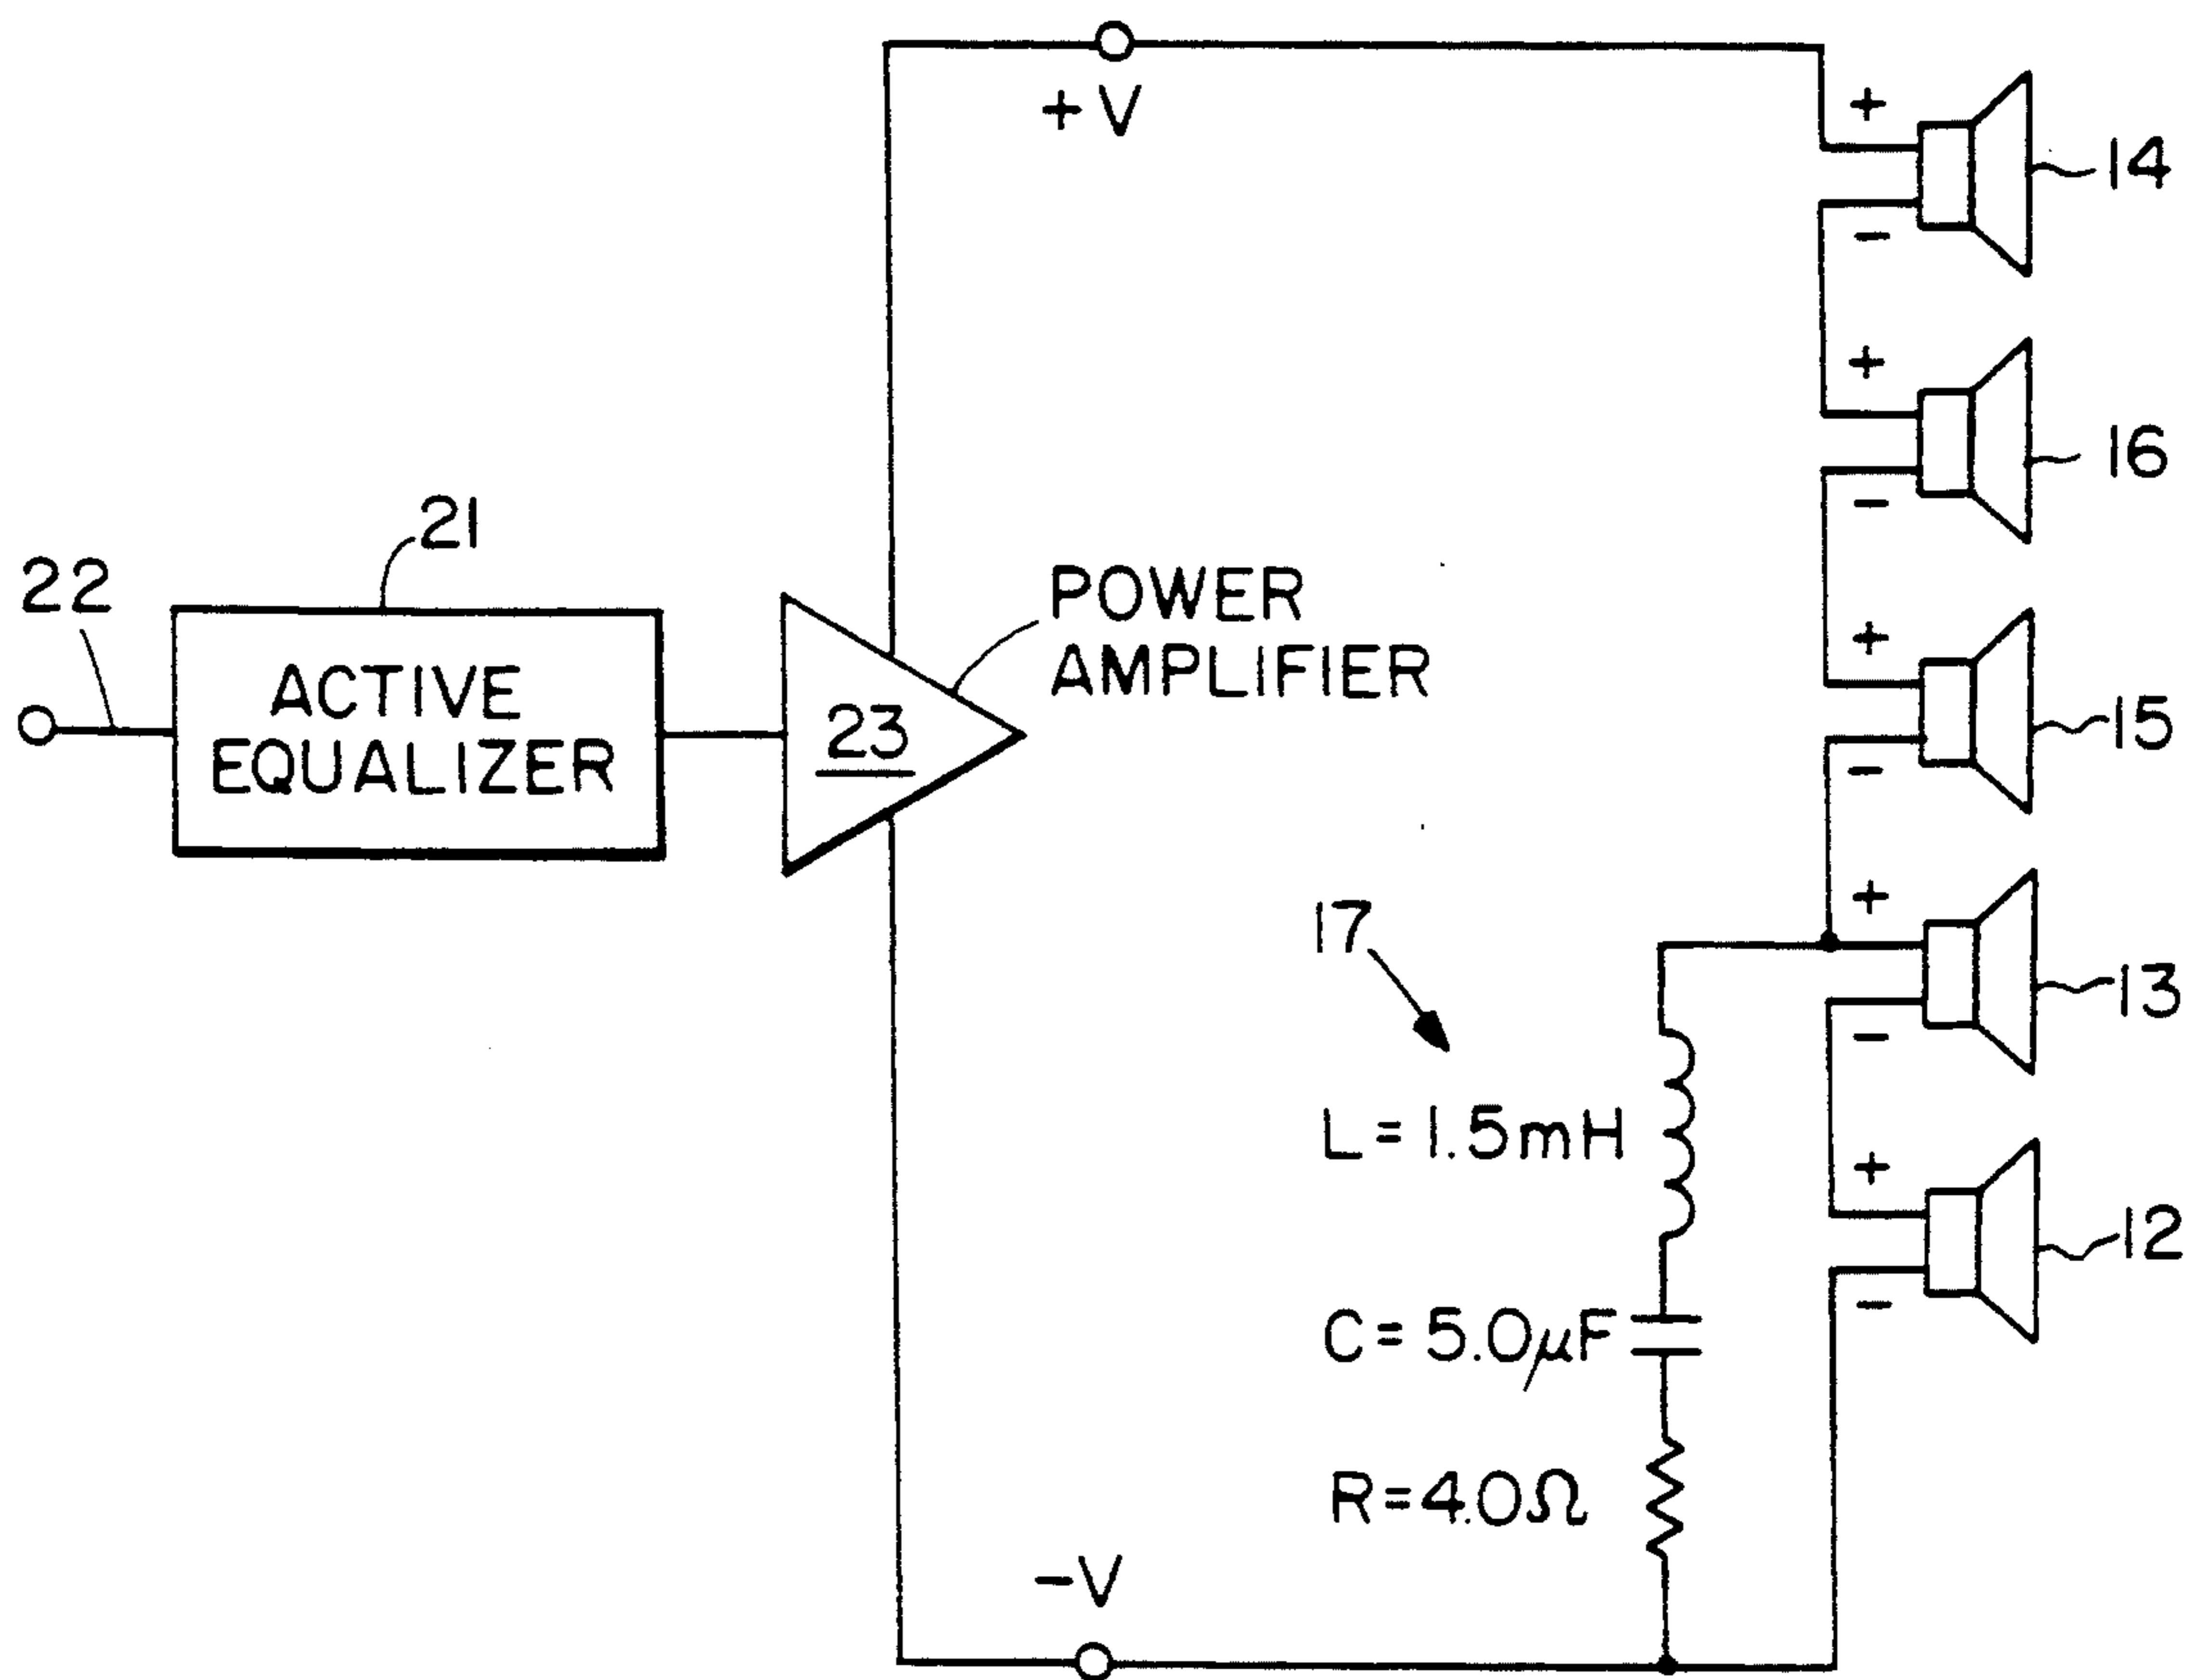 +V
+
14
-
+
16
-
21
22
POWER
AMPLIFIER
+
ACTIVE
EQUALIZER
23
15
-
+
17
13
-
L=1.5mH
+
12
C=5.0μF
-
R=4.0Ω
-V